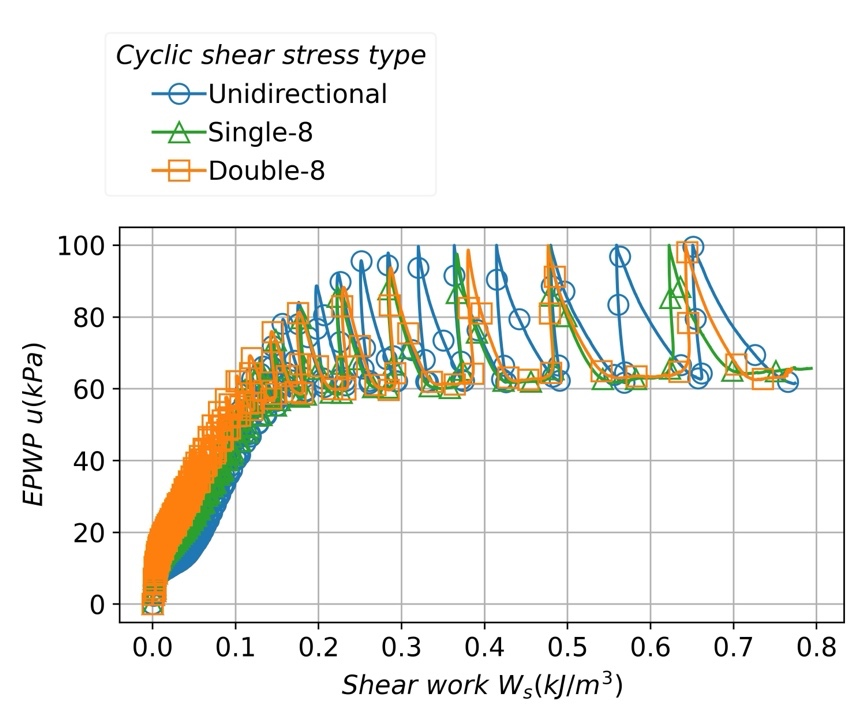 Cyclic shear stress type
Unidirectional
Single-8
Double-8
100
80
60
40
20
0
EPWP u(kPa)
0.0 0.1 0.2 0.3 0.4 0.5 0.6 0.7 0.8
Shear work Wₛ(kJ/m³)